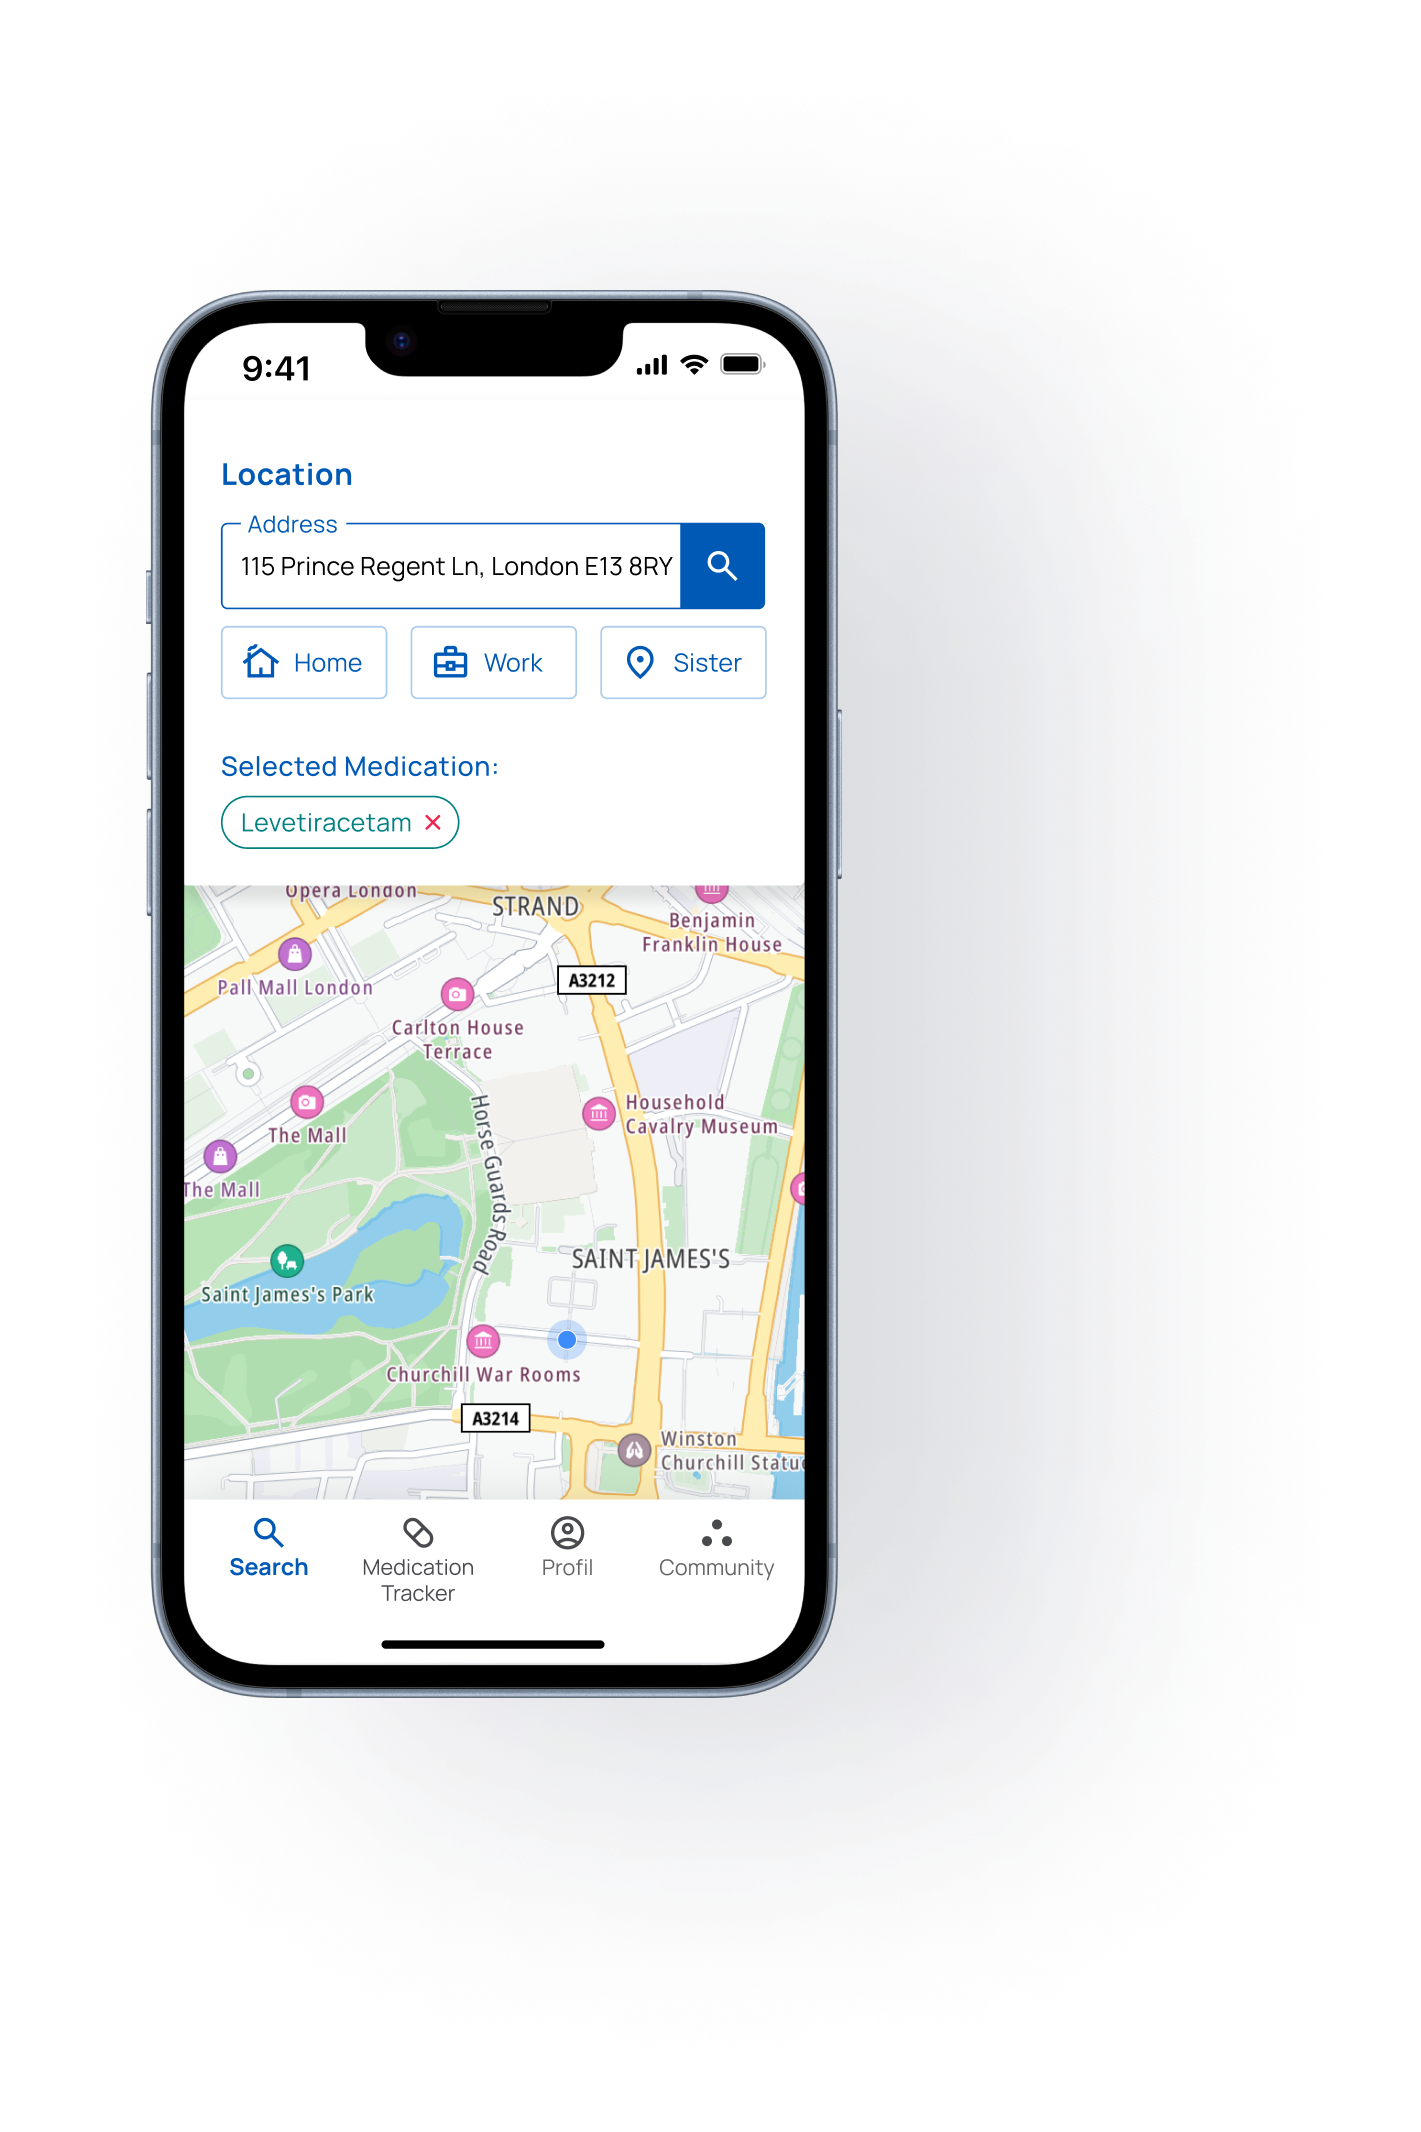 9:41
Location
Address
115 Prince Regent Ln, London E13 8RY
Home
Work
Sister
Selected Medication:
Levetiracetam
Opera London
STRAND
Benjamin
Franklin House
A3212
Pall Mall London
Carlton House
Terrace
Household
Cavalry Museum
The Mall
Horse Guards Road
The Mall
SAINT JAMES'S
Saint James's Park
Churchill War Rooms
A3214
Winston
Churchill Statue
Search
Medication
Tracker
Profil
Community